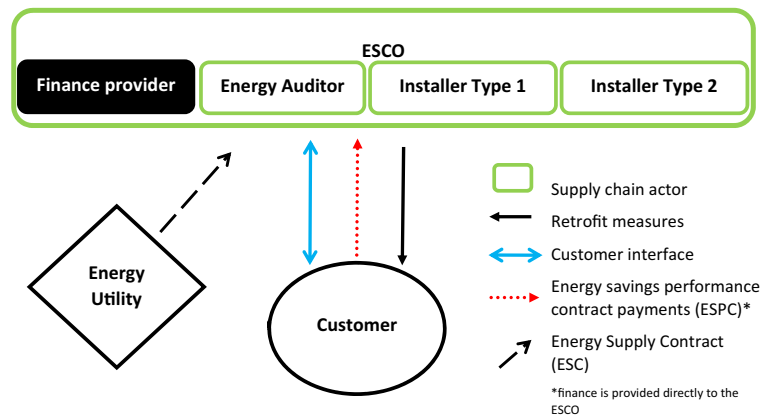 ESCO
Finance provider
Energy Auditor
Installer Type 1
Installer Type 2
Energy
Utility
Customer
Supply chain actor
Retrofit measures
Customer interface
Energy savings performance
contract payments (ESPC)*
Energy Supply Contract
(ESC)
*finance is provided directly to the
ESCO